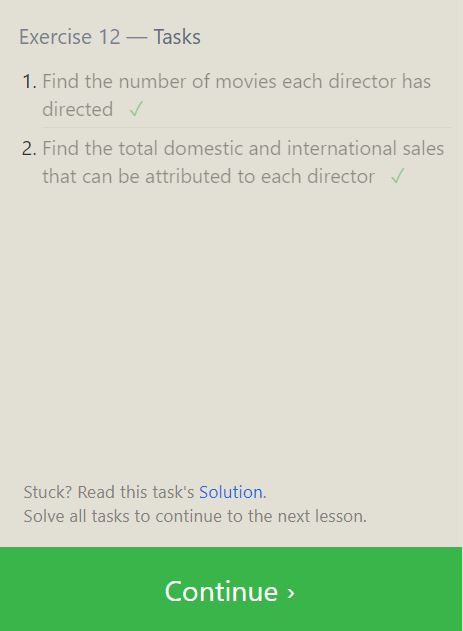 Exercise 12 — Tasks
1. Find the number of movies each director has
directed ✓
2. Find the total domestic and international sales
that can be attributed to each director ✓
Stuck? Read this task's Solution.
Solve all tasks to continue to the next lesson.
Continue ›